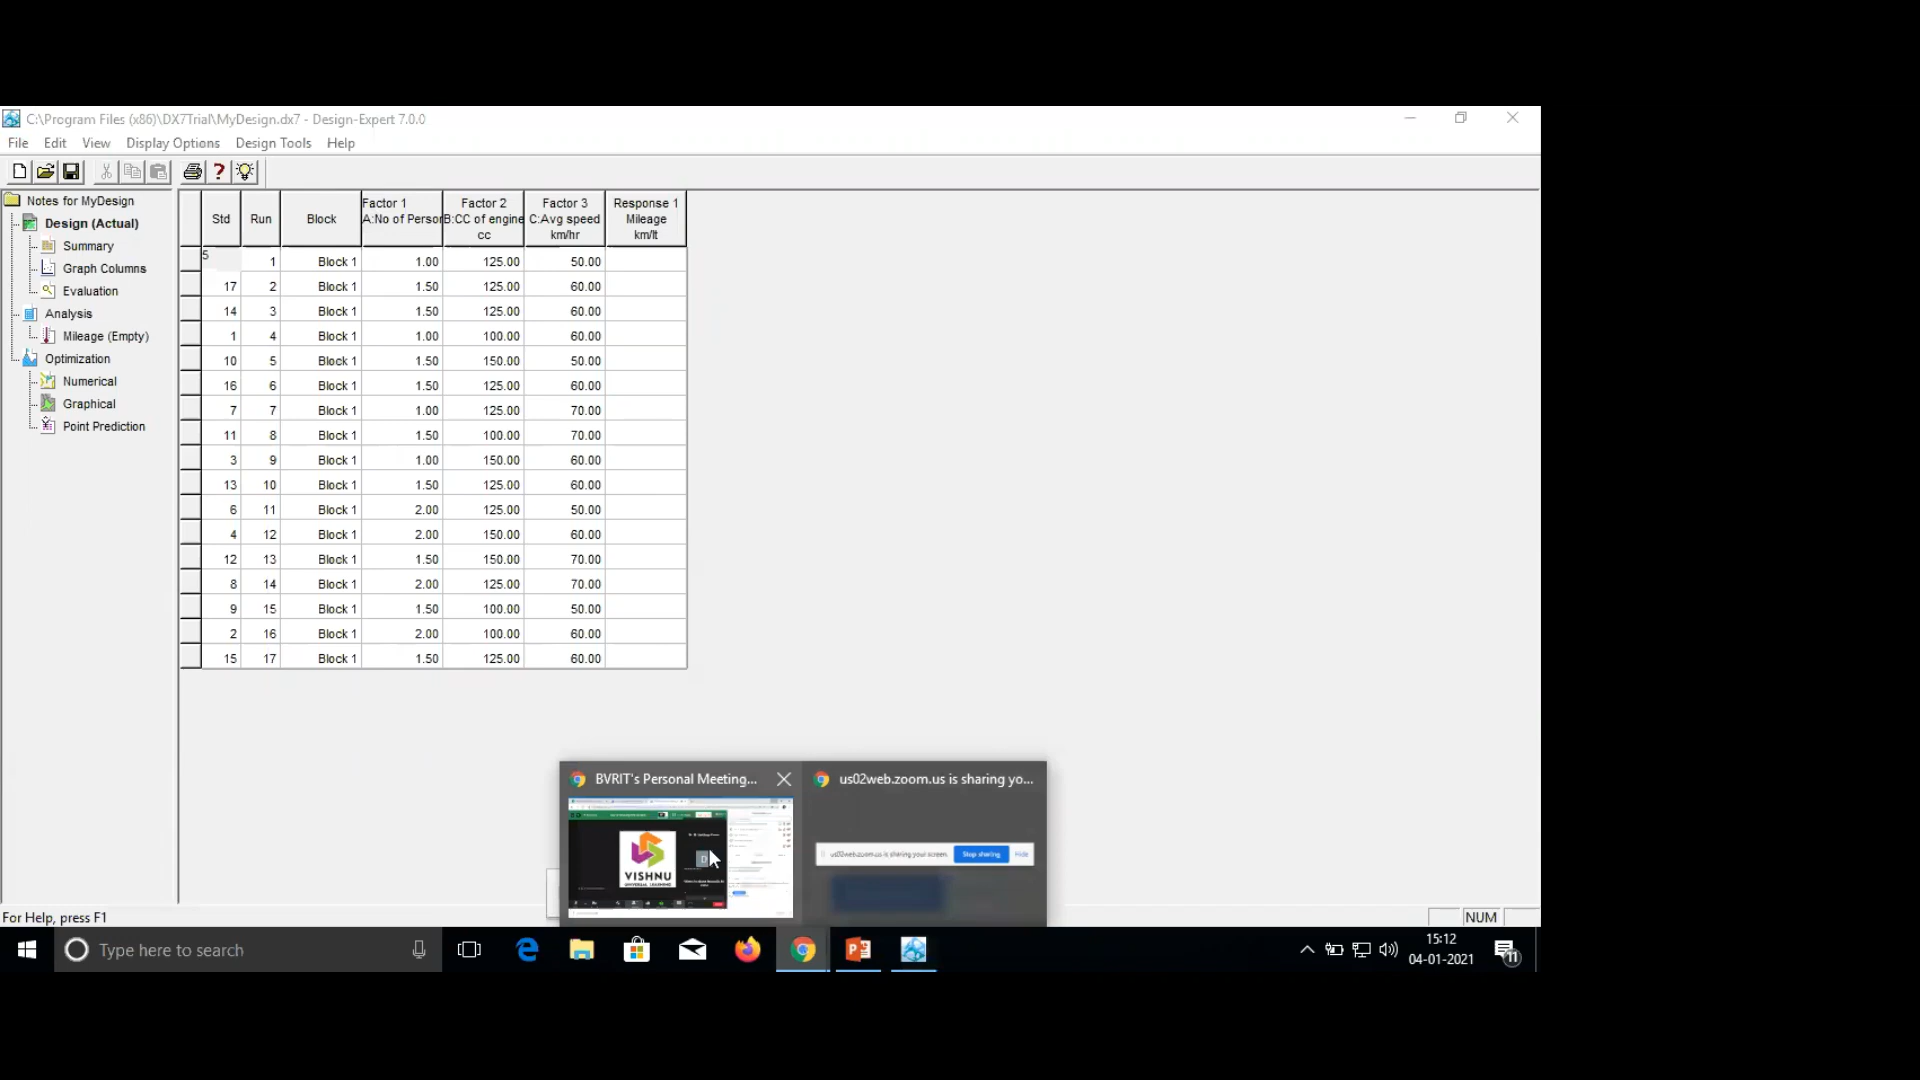 C:\Program Files (x86)\DX7Trial\MyDesign.dx7 - Design-Expert 7.0.0
File Edit View Display Options Design Tools Help
Notes for MyDesign
Design (Actual)
Summary
Graph Columns
Evaluation
Analysis
Mileage (Empty)
Optimization
Numerical
Graphical
Point Prediction
Factor 1 Factor 2 Factor 3 Response 1
Std Run Block A:No of Person B:CC of engine C:Avg speed Mileage
cc km/hr km/lt
5 1 Block 1 1.00 125.00 50.00
17 2 Block 1 1.50 125.00 60.00
14 3 Block 1 1.50 125.00 60.00
1 4 Block 1 1.00 100.00 60.00
10 5 Block 1 1.50 150.00 50.00
16 6 Block 1 1.50 125.00 60.00
7 7 Block 1 1.00 125.00 70.00
11 8 Block 1 1.50 100.00 70.00
3 9 Block 1 1.00 150.00 60.00
13 10 Block 1 1.50 125.00 60.00
6 11 Block 1 2.00 125.00 50.00
4 12 Block 1 2.00 150.00 60.00
12 13 Block 1 1.50 150.00 70.00
8 14 Block 1 2.00 125.00 70.00
9 15 Block 1 1.50 100.00 50.00
2 16 Block 1 2.00 100.00 60.00
15 17 Block 1 1.50 125.00 60.00
BVRIT's Personal Meeting... us02web.zoom.us is sharing yo...
VISHNU
UNIVERSAL LEARNING
us02web.zoom.us is sharing your screen. Stop sharing Hide
For Help, press F1 NUM
Type here to search
15:12
04-01-2021
11